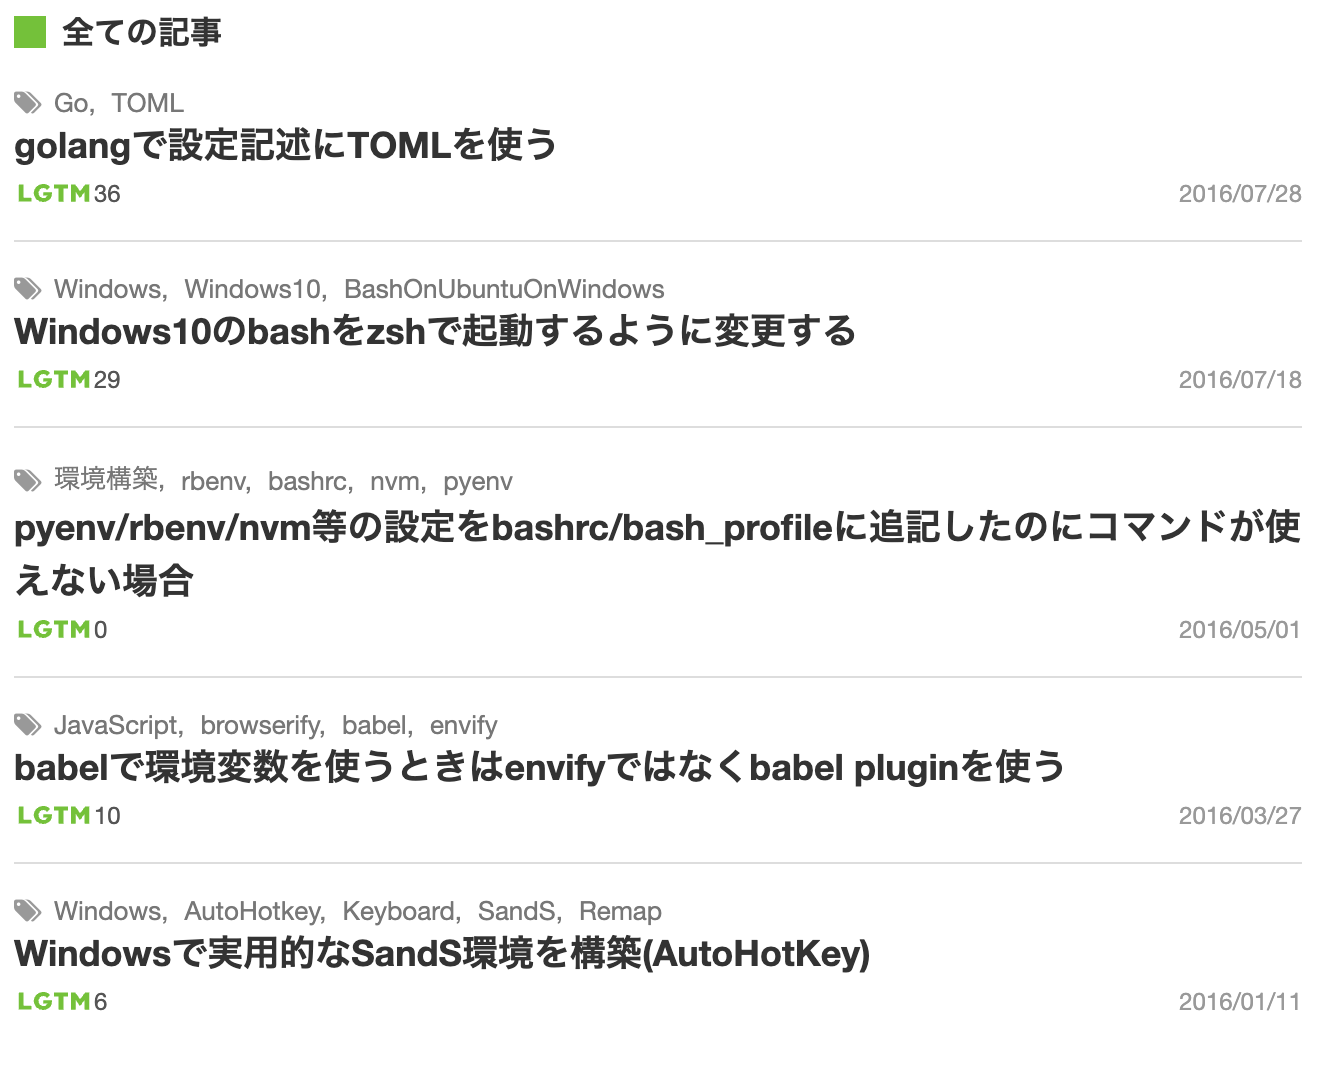 全ての記事
Go, TOML
golangで設定記述にTOMLを使う
LGTM36
2016/07/28
Windows, Windows10, BashOnUbuntuOnWindows
Windows10のbashをzshで起動するように変更する
LGTM29
2016/07/18
環境構築, rbenv, bashrc, nvm, pyenv
pyenv/rbenv/nvm等の設定をbashrc/bash_profileに追記したのにコマンドが使
えない場合
LGTM0
2016/05/01
JavaScript, browserify, babel, envify
babelで環境変数を使うときはenvifyではなくbabel pluginを使う
LGTM10
2016/03/27
Windows, AutoHotkey, Keyboard, SandS, Remap
Windowsで実用的なSandS環境を構築(AutoHotKey)
LGTM6
2016/01/11